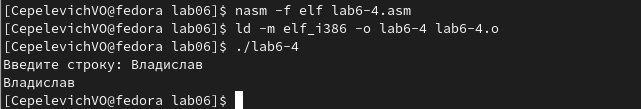 [CepelevichVO@fedora lab06]$ nasm -f elf lab6-4.asm
[CepelevichVO@fedora lab06]$ ld -m elf_i386 -o lab6-4 lab6-4.o
[CepelevichVO@fedora lab06]$ ./lab6-4
Введите строку: Владислав
Владислав
[CepelevichVO@fedora lab06]$